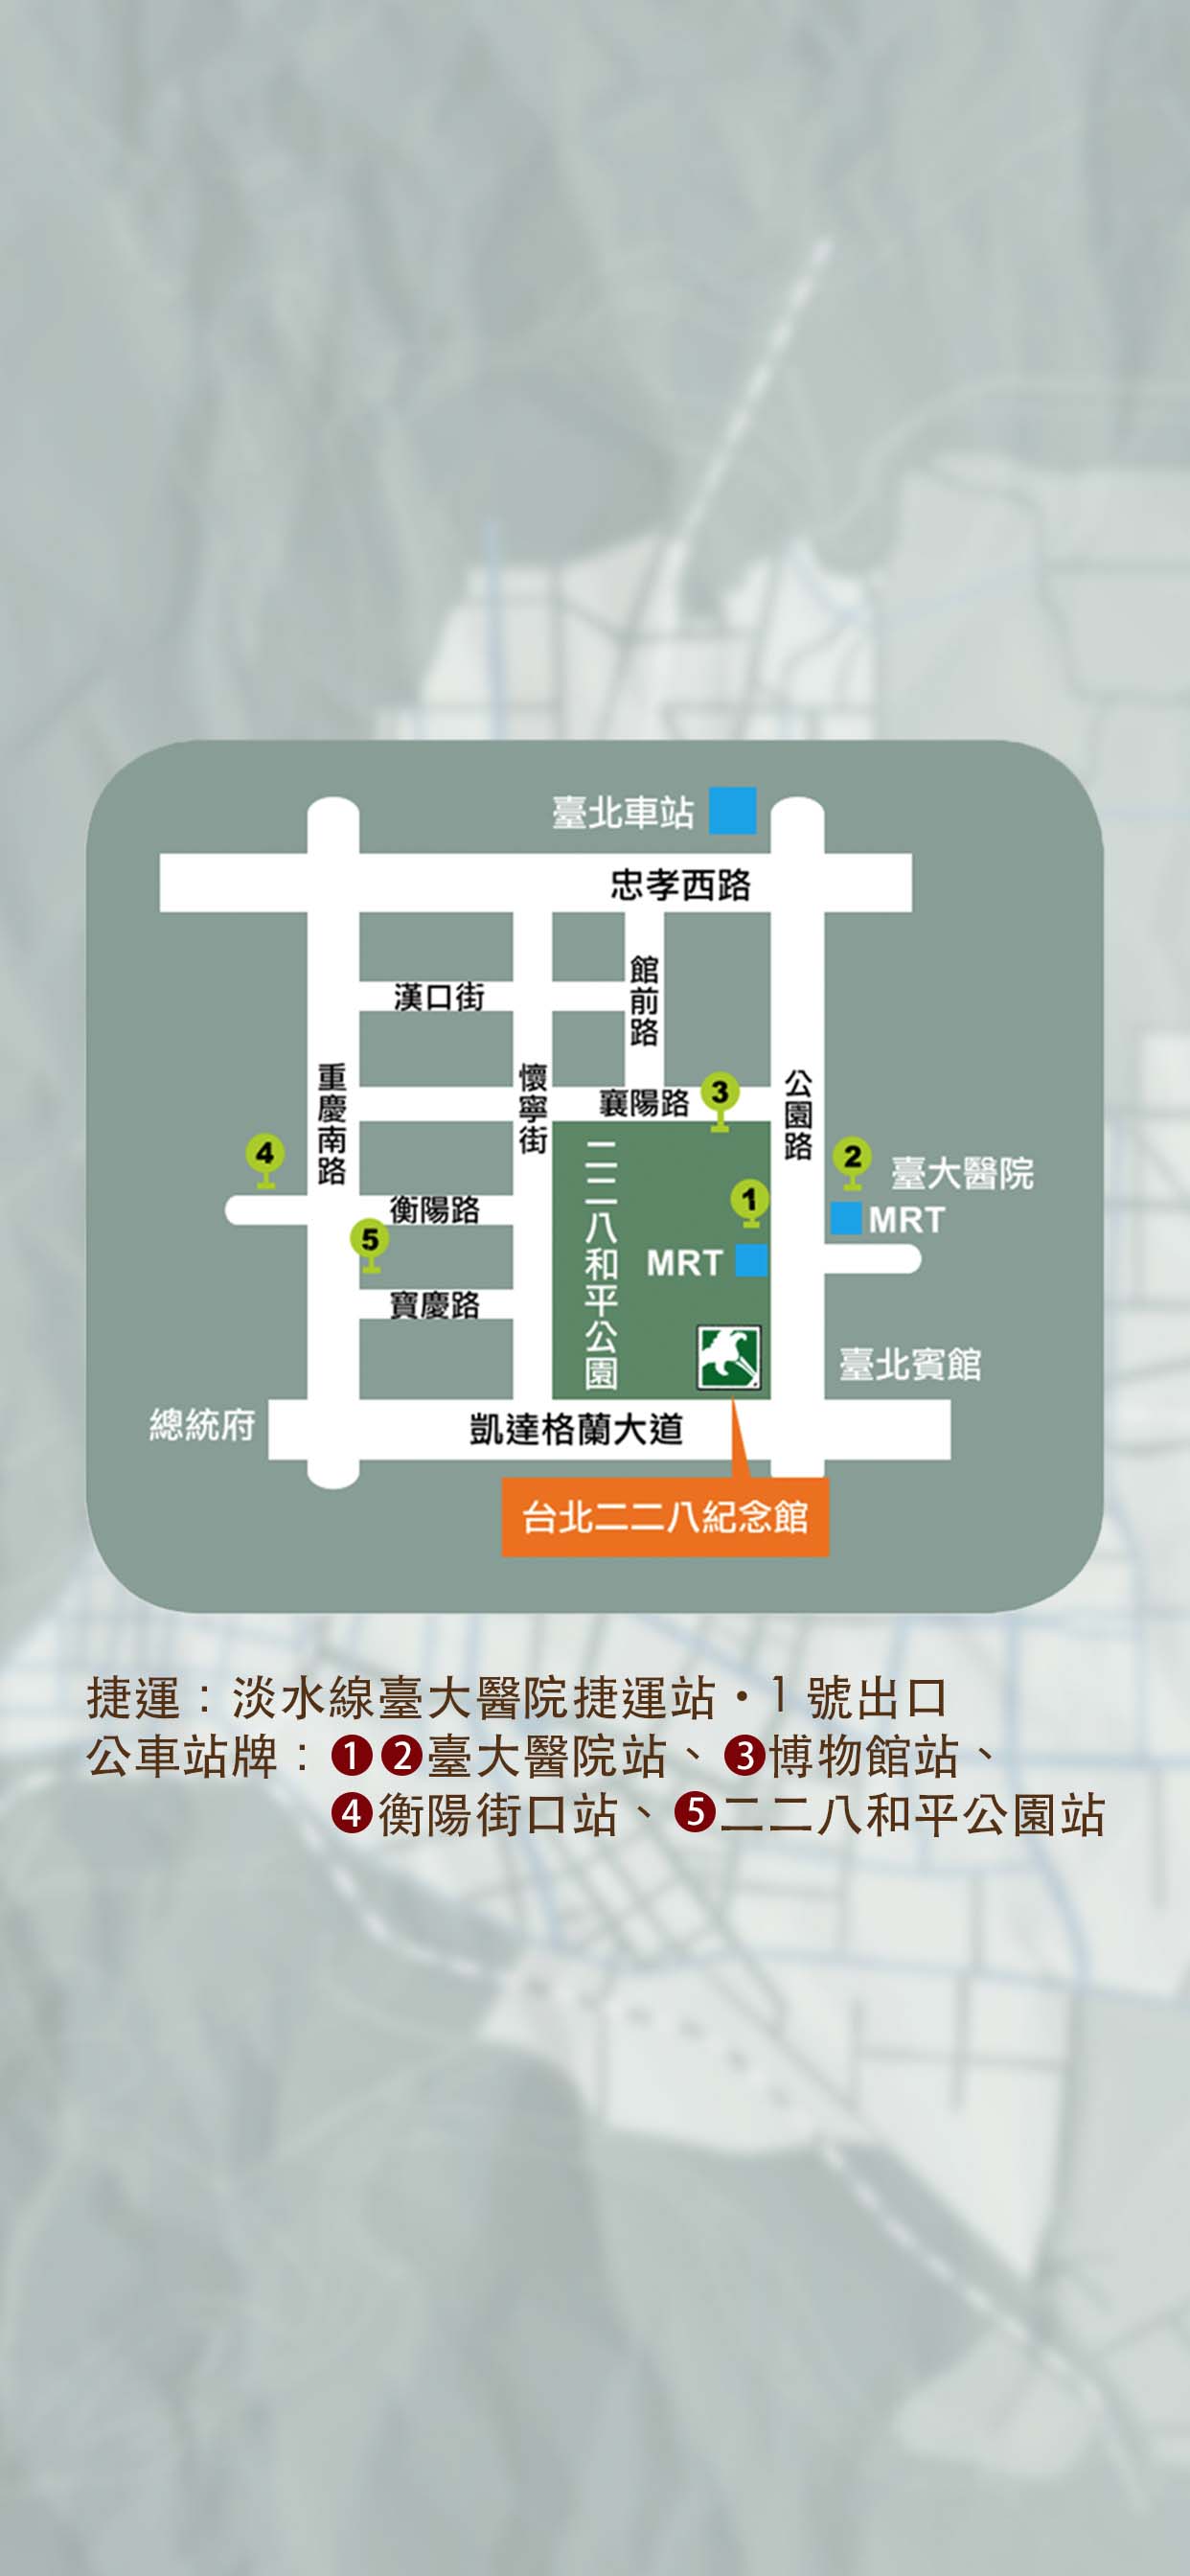 臺北車站
忠孝西路
館前路
漢口街
重慶南路
懷寧街
襄陽路
3
公園路
4
2
臺大醫院
1
MRT
衡陽路
5
二二八和平公園
MRT
寶慶路
臺北賓館
總統府
凱達格蘭大道
台北二二八紀念館
捷運：淡水線臺大醫院捷運站・1 號出口
公車站牌：❶❷臺大醫院站、❸博物館站、
❹衡陽街口站、❺二二八和平公園站